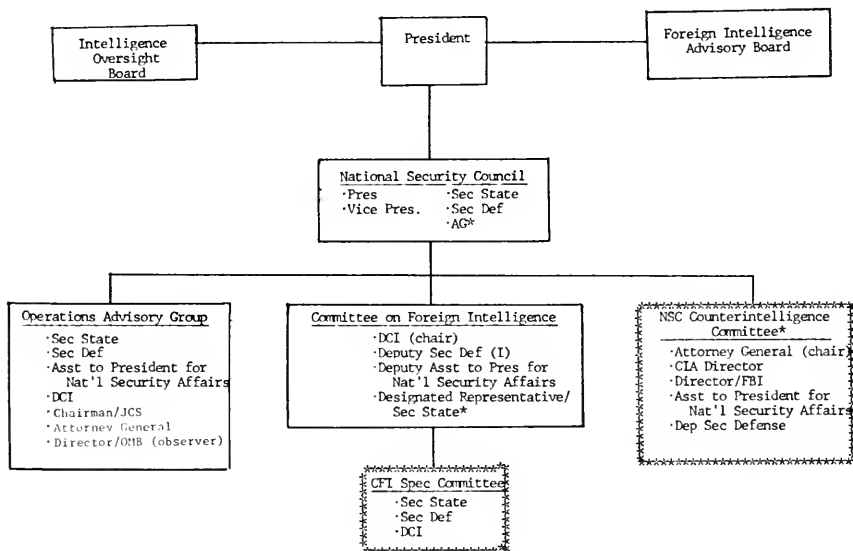 Intelligence
Oversight
Board
President
Foreign Intelligence
Advisory Board
National Security Council
·Pres ·Sec State
·Vice Pres. ·Sec Def
·AG*
Operations Advisory Group
·Sec State
·Sec Def
·Asst to President for
Nat'l Security Affairs
·DCI
·Chairman/JCS
·Attorney General
·Director/OMB (observer)
Committee on Foreign Intelligence
·DCI (chair)
·Deputy Sec Def (I)
·Deputy Asst to Pres for
Nat'l Security Affairs
·Designated Representative/
Sec State*
NSC Counterintelligence
Committee*
·Attorney General (chair)
·CIA Director
·Director/FBI
·Asst to President for
Nat'l Security Affairs
·Dep Sec Defense
CFI Spec Committee
·Sec State
·Sec Def
·DCI